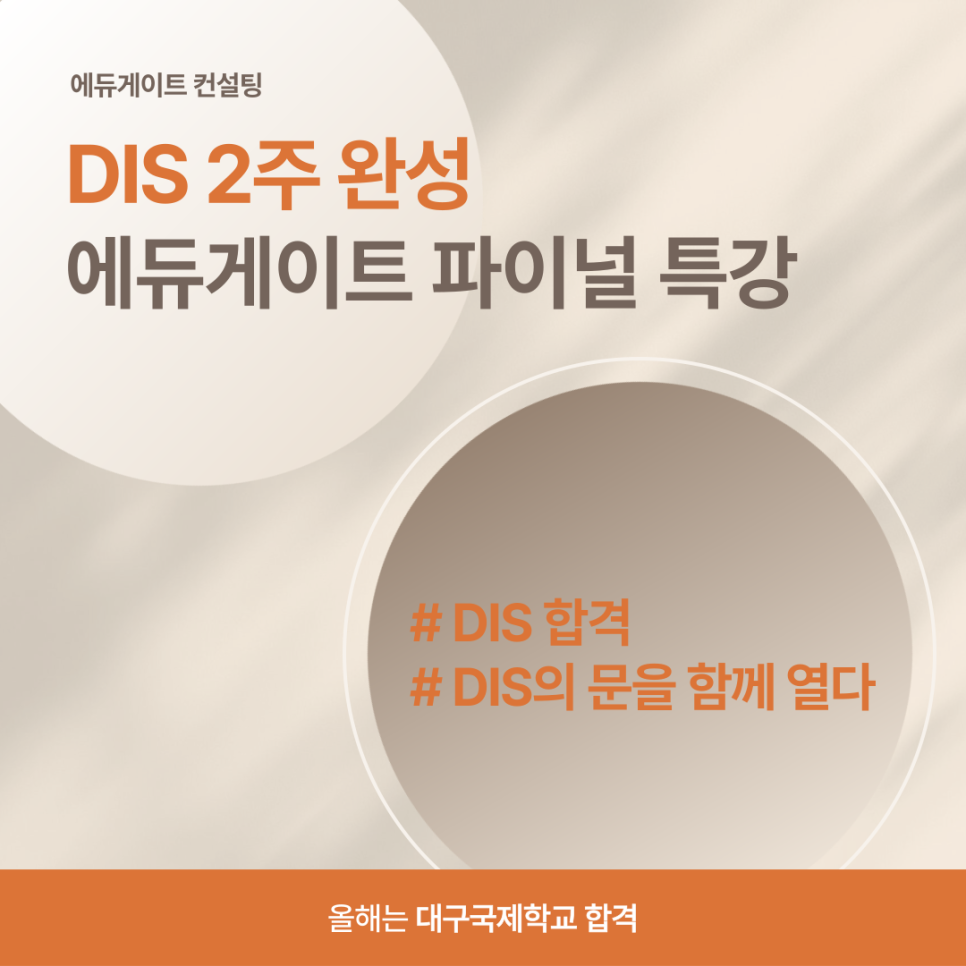 에듀게이트 컨설팅
DIS 2주 완성
에듀게이트 파이널 특강
# DIS 합격
# DIS의 문을 함께 열다
올해는 대구국제학교 합격